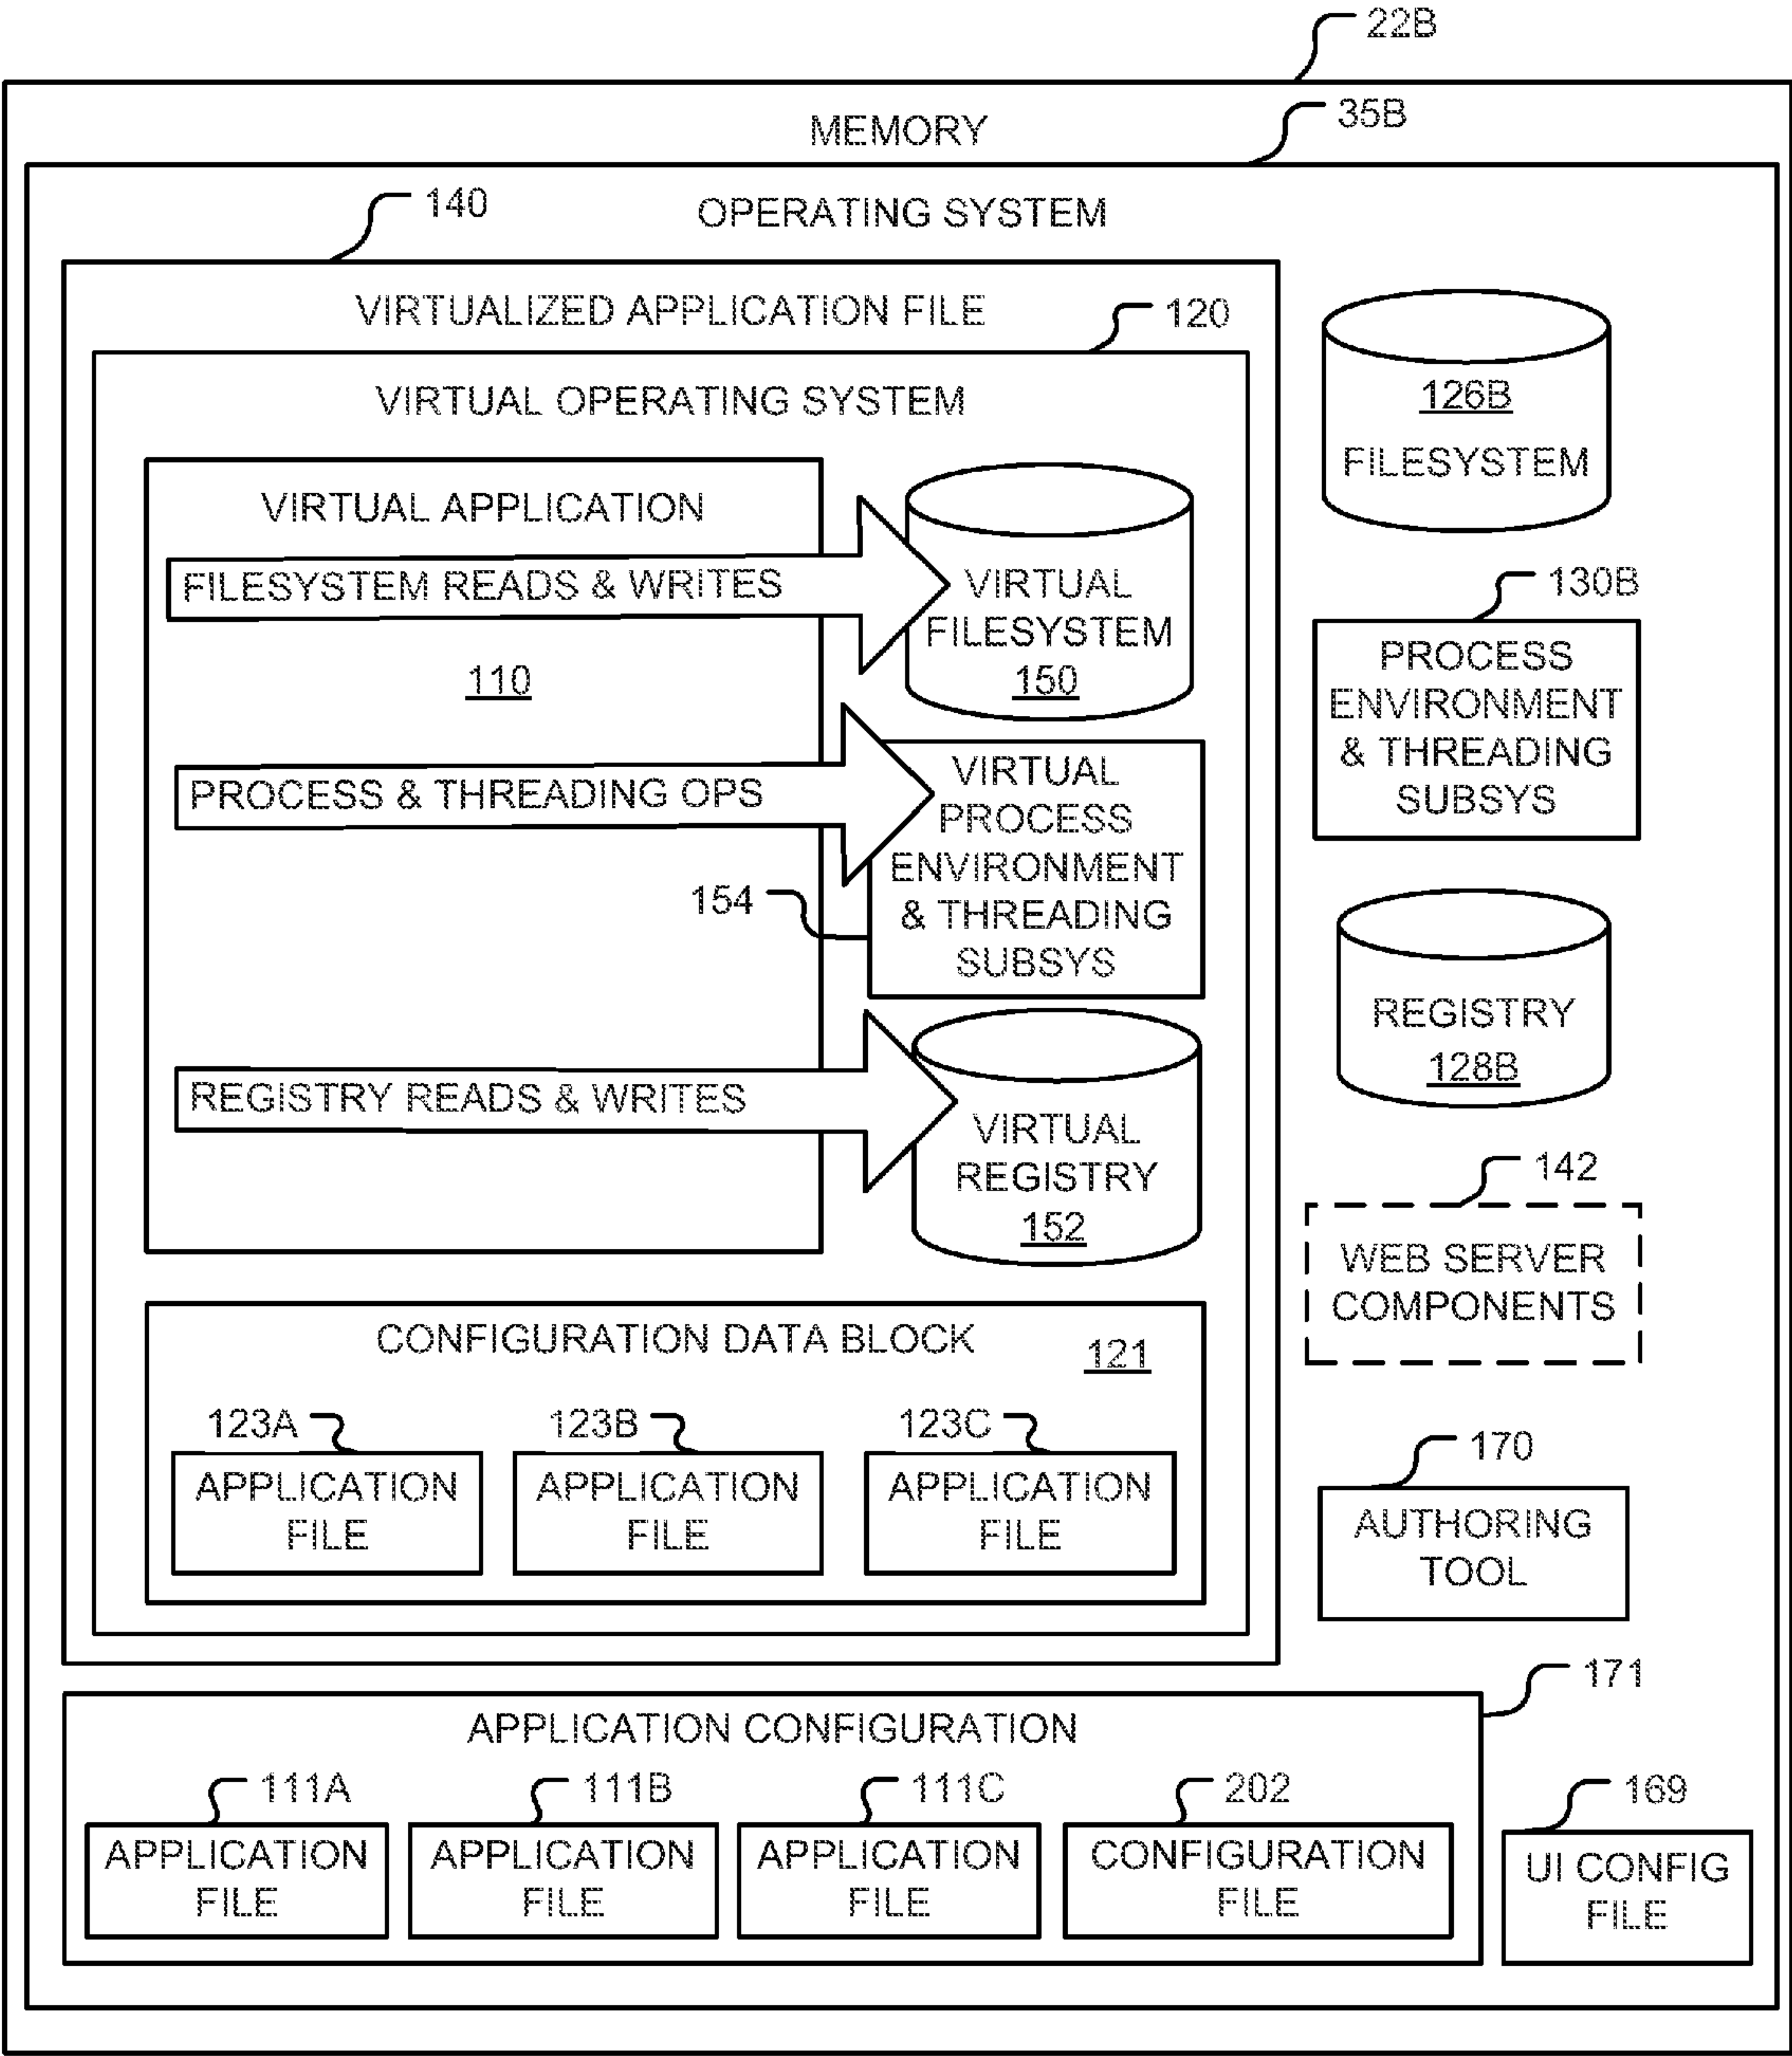 22B
MEMORY
35B
OPERATING SYSTEM
140
VIRTUALIZED APPLICATION FILE
120
VIRTUAL OPERATING SYSTEM
VIRTUAL APPLICATION
FILESYSTEM READS & WRITES
110
PROCESS & THREADING OPS
154
REGISTRY READS & WRITES
VIRTUAL
FILESYSTEM
150
VIRTUAL
PROCESS
ENVIRONMENT
& THREADING
SUBSYS
VIRTUAL
REGISTRY
152
CONFIGURATION DATA BLOCK
121
123A
APPLICATION
FILE
123B
APPLICATION
FILE
123C
APPLICATION
FILE
126B
FILESYSTEM
130B
PROCESS
ENVIRONMENT
& THREADING
SUBSYS
REGISTRY
128B
142
WEB SERVER
COMPONENTS
170
AUTHORING
TOOL
171
APPLICATION CONFIGURATION
111A
APPLICATION
FILE
111B
APPLICATION
FILE
111C
APPLICATION
FILE
202
CONFIGURATION
FILE
169
UI CONFIG
FILE